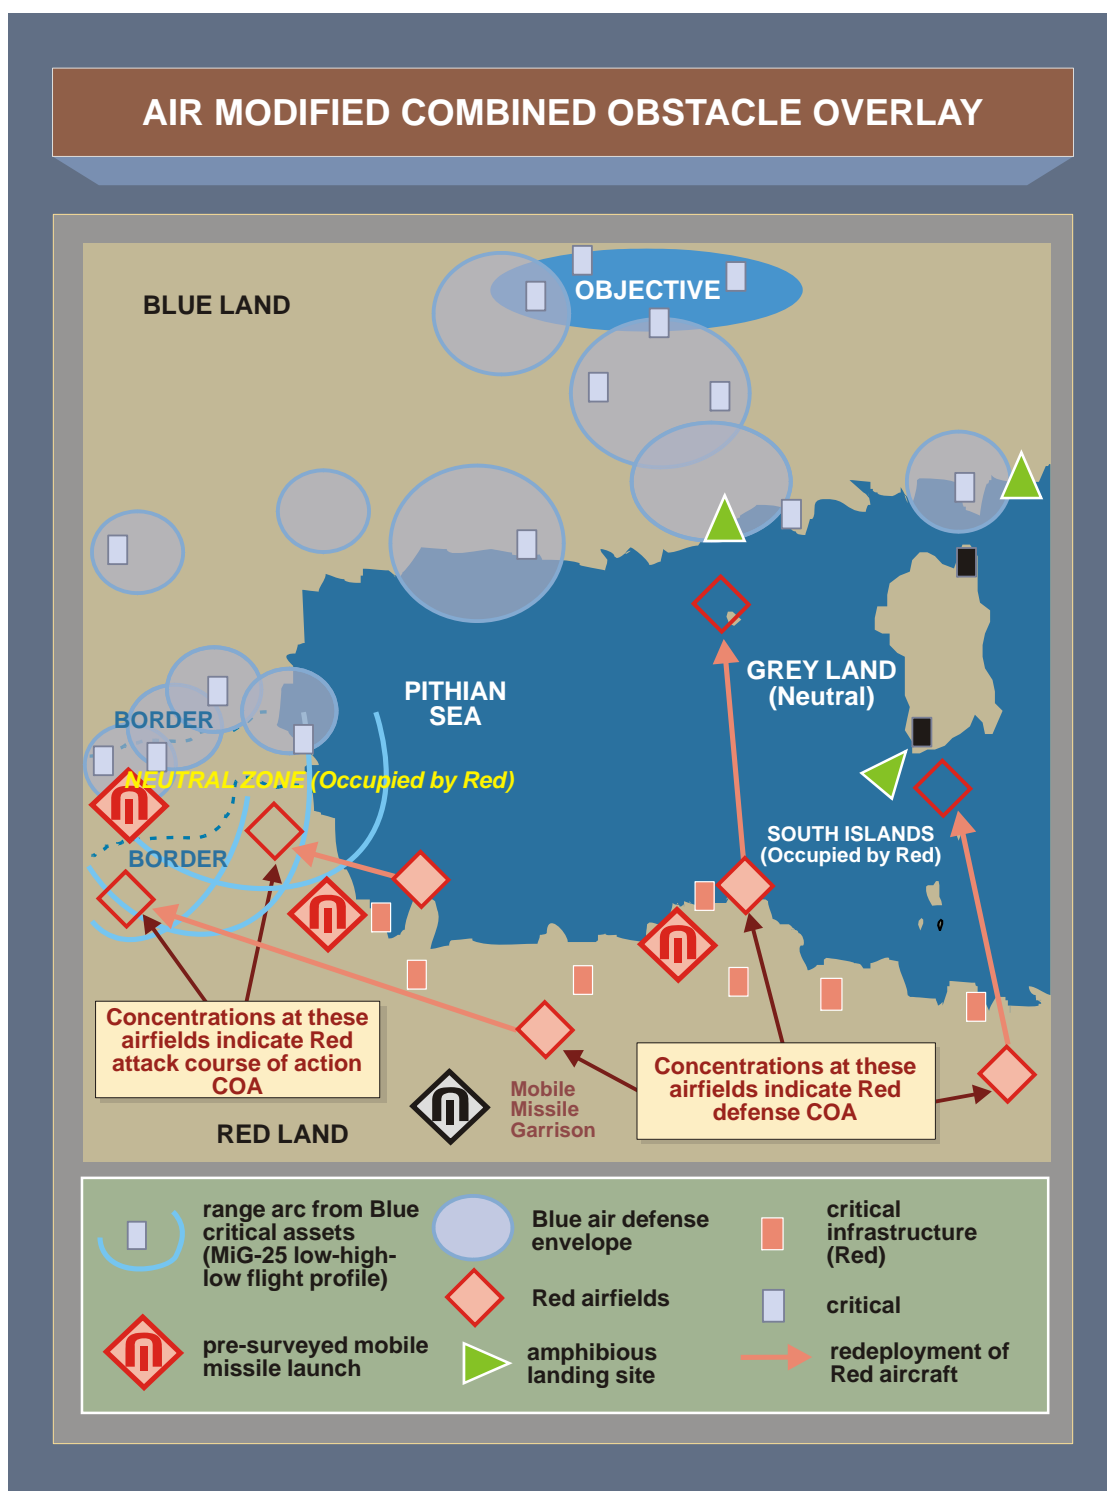 AIR MODIFIED COMBINED OBSTACLE OVERLAY
BLUE LAND
OBJECTIVE
PITHIAN
SEA
GREY LAND
(Neutral)
BORDER
NEUTRAL ZONE (Occupied by Red)
BORDER
SOUTH ISLANDS
(Occupied by Red)
Concentrations at these
airfields indicate Red
attack course of action
COA
Concentrations at these
airfields indicate Red
defense COA
Mobile
Missile
Garrison
RED LAND
range arc from Blue
critical assets
(MiG-25 low-high-
low flight profile)
Blue air defense
envelope
critical
infrastructure
(Red)
Red airfields
critical
pre-surveyed mobile
missile launch
amphibious
landing site
redeployment of
Red aircraft